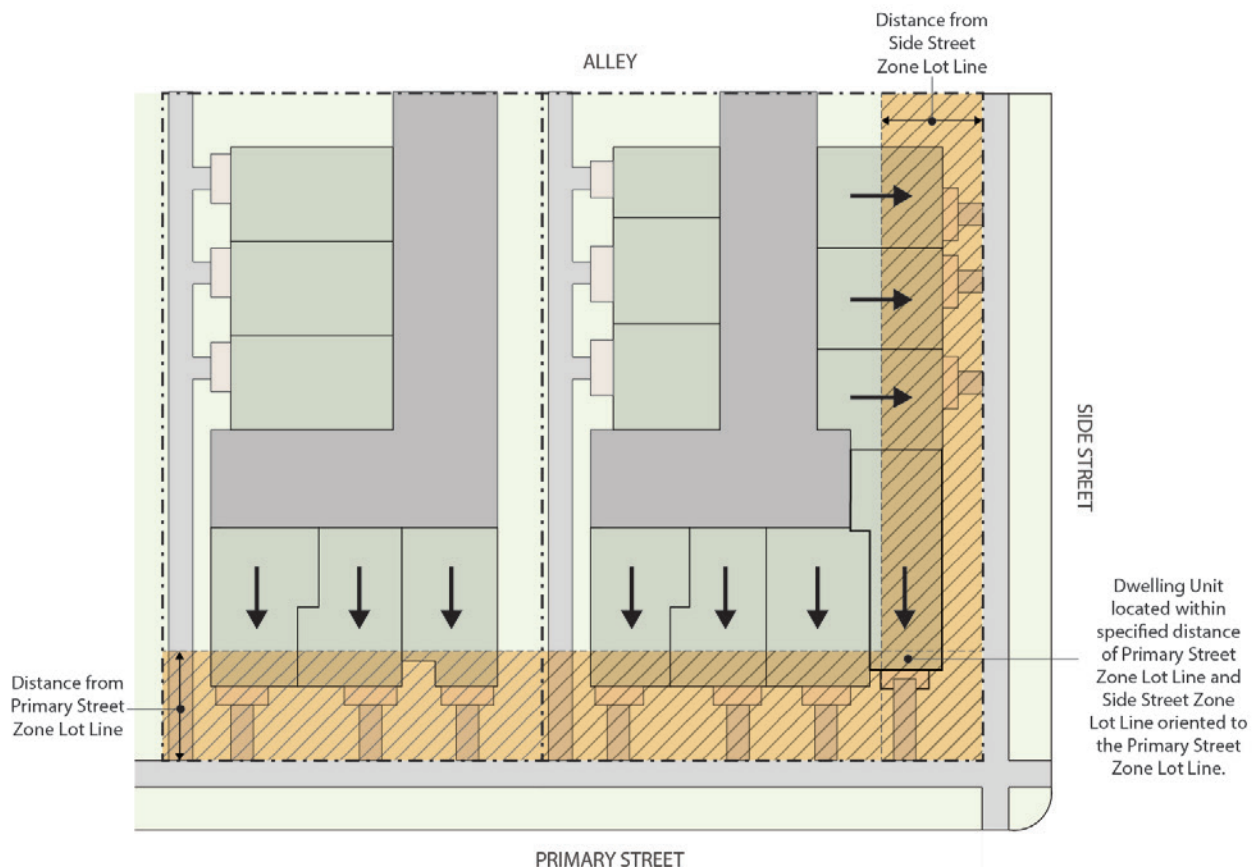 Distance from
Side Street
Zone Lot Line
ALLEY
SIDE STREET
Dwelling Unit
located within
specified distance
of Primary Street
Zone Lot Line and
Side Street Zone
Lot Line oriented to
the Primary Street
Zone Lot Line.
Distance from
Primary Street
Zone Lot Line
PRIMARY STREET